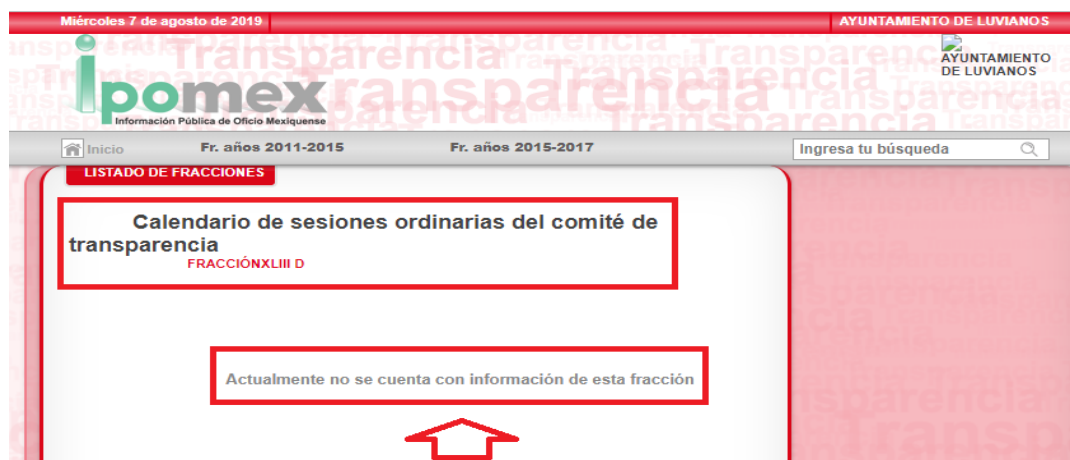 Miércoles 7 de agosto de 2019
AYUNTAMIENTO DE LUVIANOS
ipomex
Información Pública de Oficio Mexiquense
AYUNTAMIENTO
DE LUVIANOS
Inicio
Fr. años 2011-2015
Fr. años 2015-2017
Ingresa tu búsqueda
LISTADO DE FRACCIONES
Calendario de sesiones ordinarias del comité de
transparencia
FRACCIÓNXLIII D
Actualmente no se cuenta con información de esta fracción